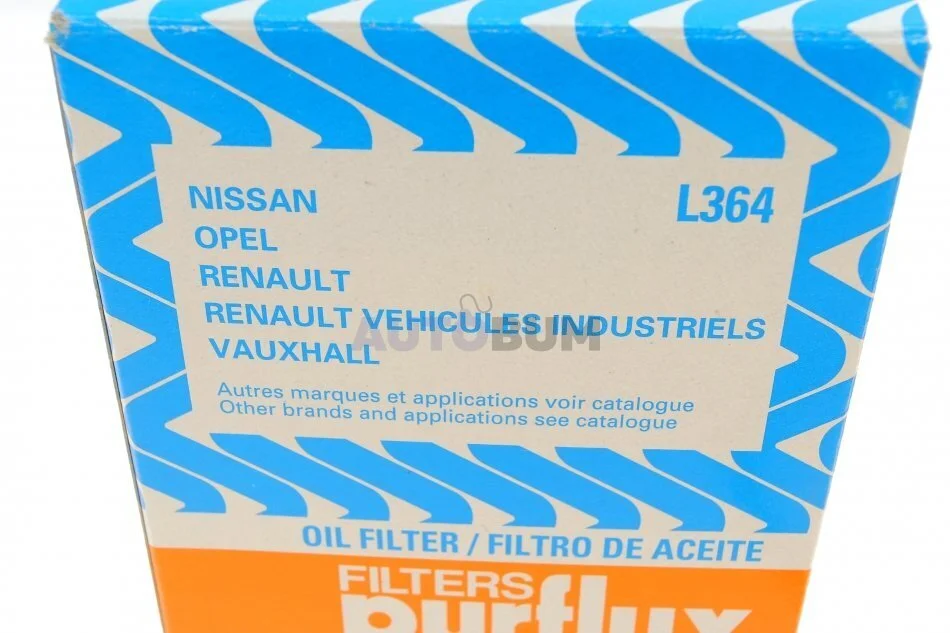 NISSAN
L364
OPEL
RENAULT
RENAULT VEHICULES INDUSTRIELS
AUTOBUM
VAUXHALL
Autres marques et applications voir catalogue
Other brands and applications see catalogue
OIL FILTER / FILTRO DE ACEITE
FILTERS
purflux